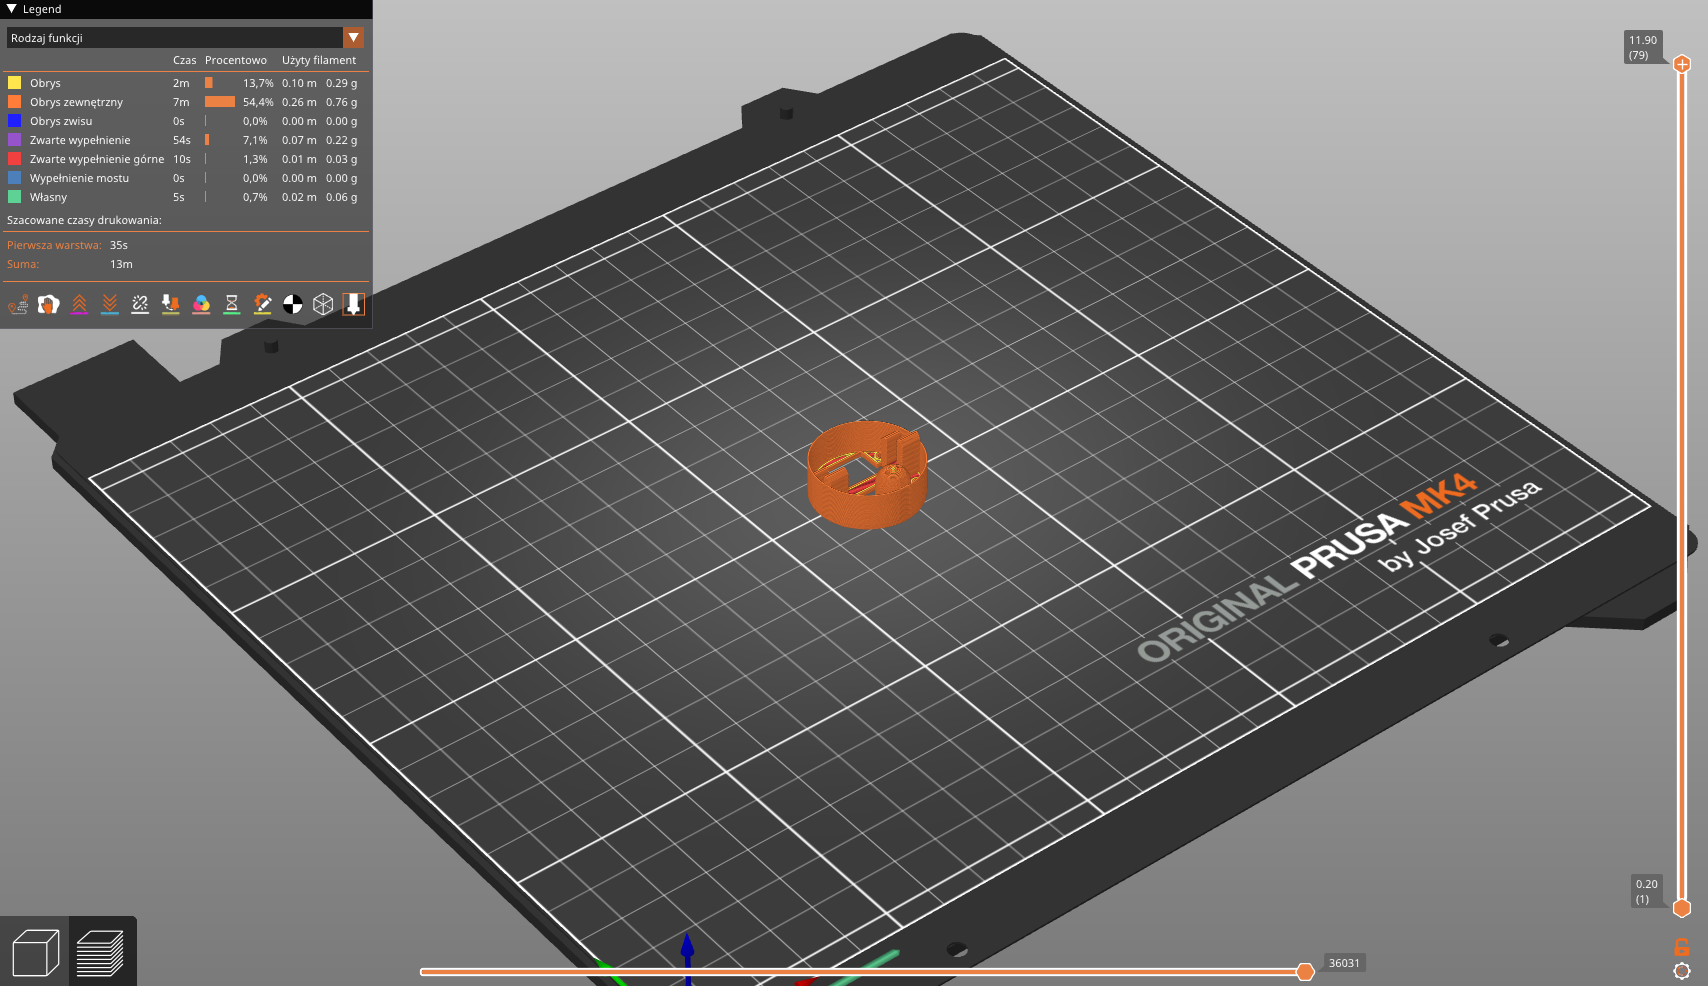 Legend
Rodzaj funkcji
Czas Procentowo Użyty filament
Obrys 2m 13,7% 0.10 m 0.29 g
Obrys zewnętrzny 7m 54,4% 0.26 m 0.76 g
Obrys zwisu 0s 0,0% 0.00 m 0.00 g
Zwarte wypełnienie 54s 7,1% 0.07 m 0.22 g
Zwarte wypełnienie górne 10s 1,3% 0.01 m 0.03 g
Wypełnienie mostu 0s 0,0% 0.00 m 0.00 g
Własny 5s 0,7% 0.02 m 0.06 g
Szacowane czasy drukowania:
Pierwsza warstwa: 35s
Suma: 13m
11.90
(79)
ORIGINAL PRUSA MK4
by Josef Prusa
0.20
(1)
36031